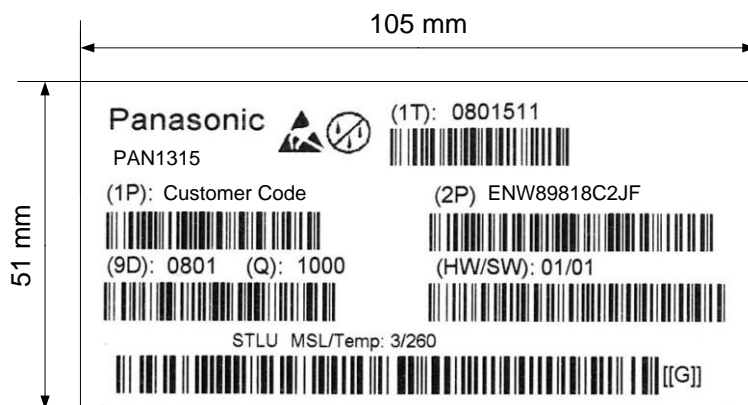 105 mm
51 mm
Panasonic
(1T): 0801511
PAN1315
(1P): Customer Code
(2P) ENW89818C2JF
(9D): 0801 (Q): 1000
(HW/SW): 01/01
STLU MSL/Temp: 3/260
[[G]]